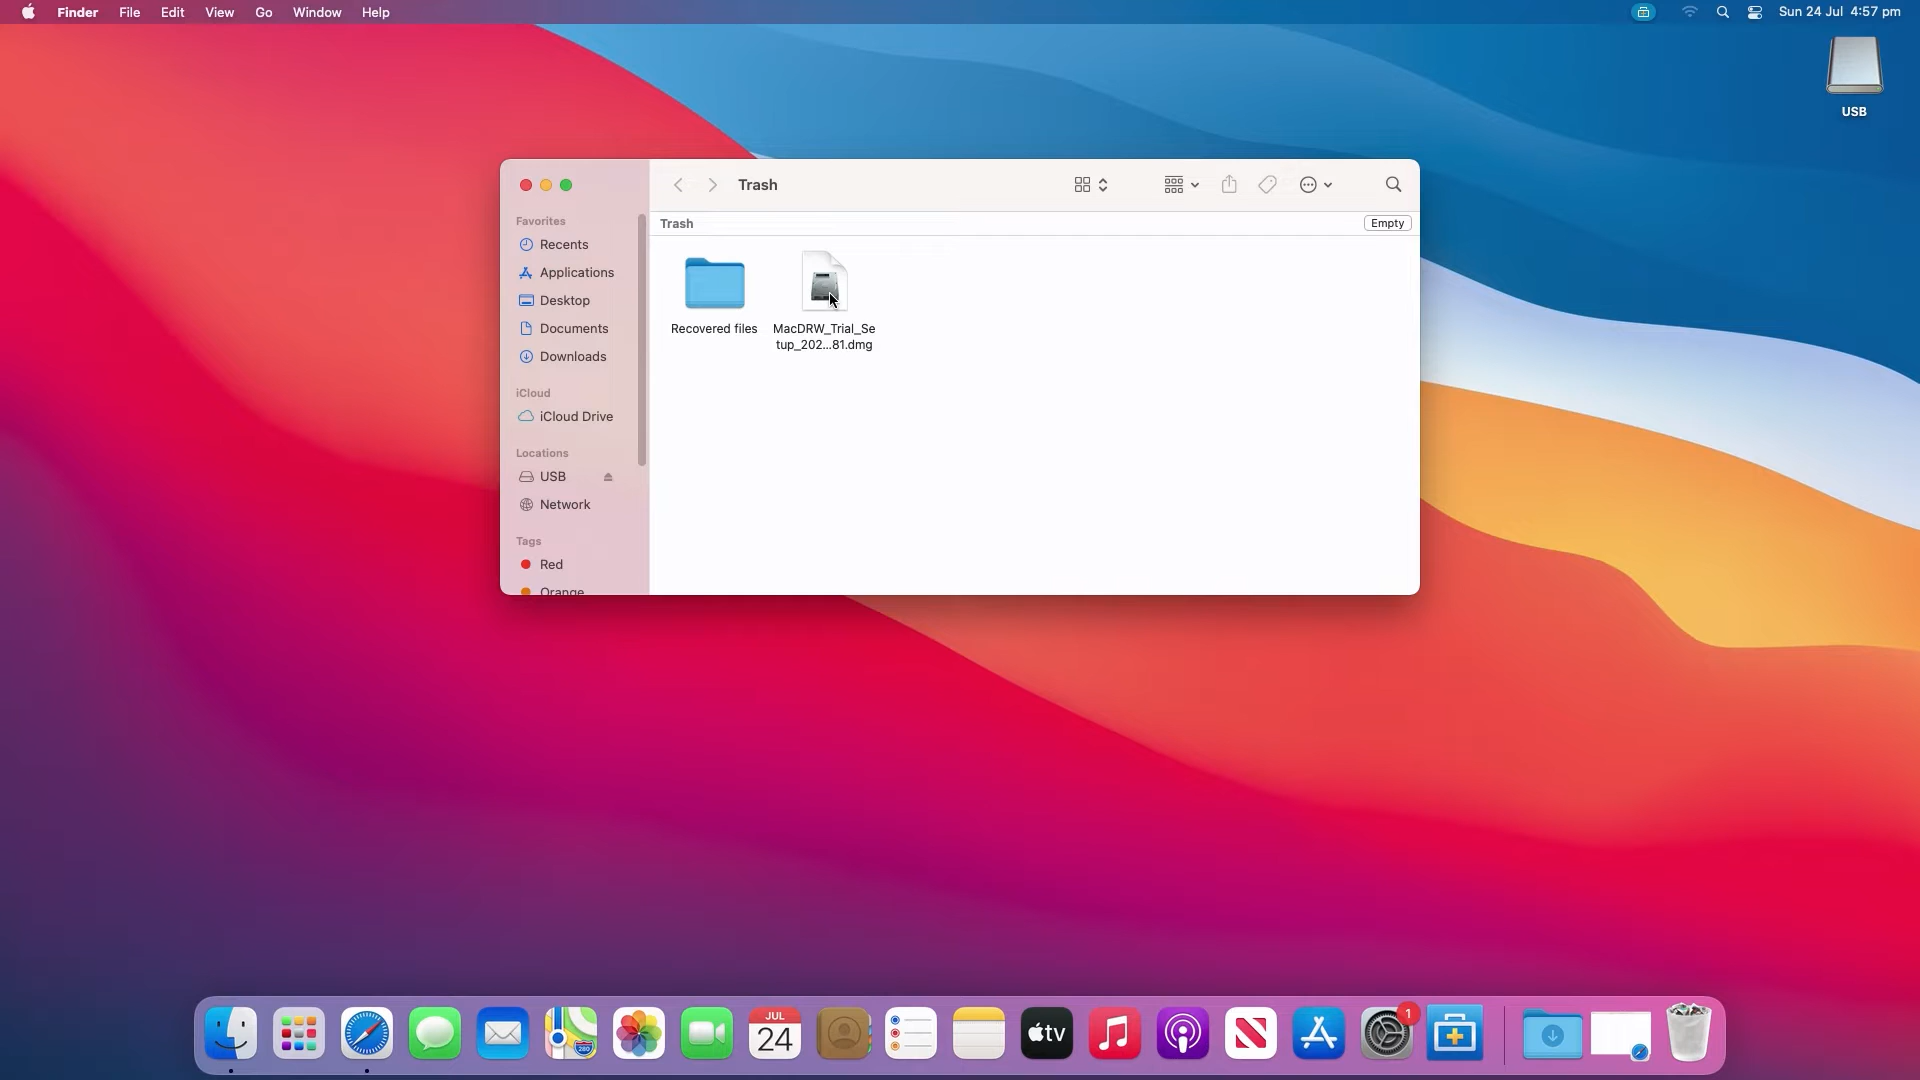 Finder File Edit View Go Window Help Sun 24 Jul 4:57 pm
USB
Trash
Favorites
Recents
Applications
Desktop
Documents
Downloads
iCloud
iCloud Drive
Locations
USB
Network
Tags
Red
Orange
Trash Empty
Recovered files
MacDRW_Trial_Se
tup_202...81.dmg
JUL
24
280
tv
1